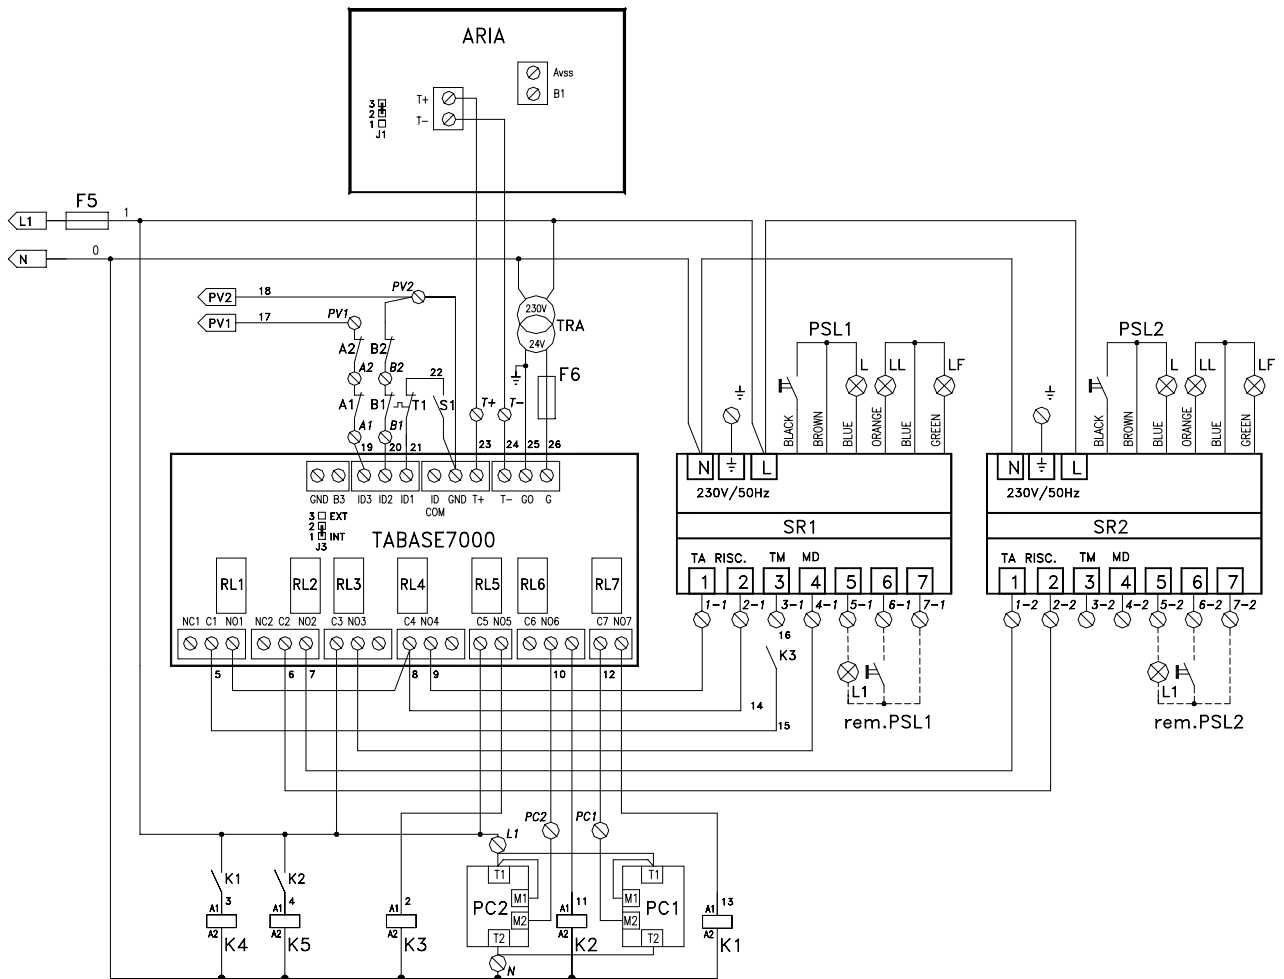 ARIA
Avss
B1
T+
T-
3
2
1
J1
L1
F5
1
N
0
PV2
18
PV2
PV1
17
PV1
230V
24V
TRA
F6
A2
B2
A2
B2
22
A1
B1
T1
S1
T+
T-
A1
B1
19
20
21
23
24
25
26
GND B3 ID3 ID2 ID1 ID COM GND T+ T- G0 G
3 EXT
2
1 INT
J3
TABASE7000
RL1 RL2 RL3 RL4 RL5 RL6 RL7
NC1 C1 NO1 NC2 C2 NO2 C3 NO3 C4 NO4 C5 NO5 C6 NO6 C7 NO7
5 6 7 8 9 10 12
PSL1
L LL LF
BLACK
BROWN
BLUE
ORANGE
BLUE
GREEN
N L
230V/50Hz
SR1
TA RISC. TM MD
1 2 3 4 5 6 7
1-1 2-1 3-1 4-1 5-1 6-1 7-1
16
K3
14
15
L1
rem.PSL1
PSL2
L LL LF
BLACK
BROWN
BLUE
ORANGE
BLUE
GREEN
N L
230V/50Hz
SR2
TA RISC. TM MD
1 2 3 4 5 6 7
1-2 2-2 3-2 4-2 5-2 6-2 7-2
L1
rem.PSL2
L1
PC2
PC1
K1
3
A1
A2
K4
K2
4
A1
A2
K5
2
A1
A2
K3
T1
M1
PC2
M2
T2
N
11
A1
A2
K2
T1
M1
PC1
M2
T2
13
A1
A2
K1